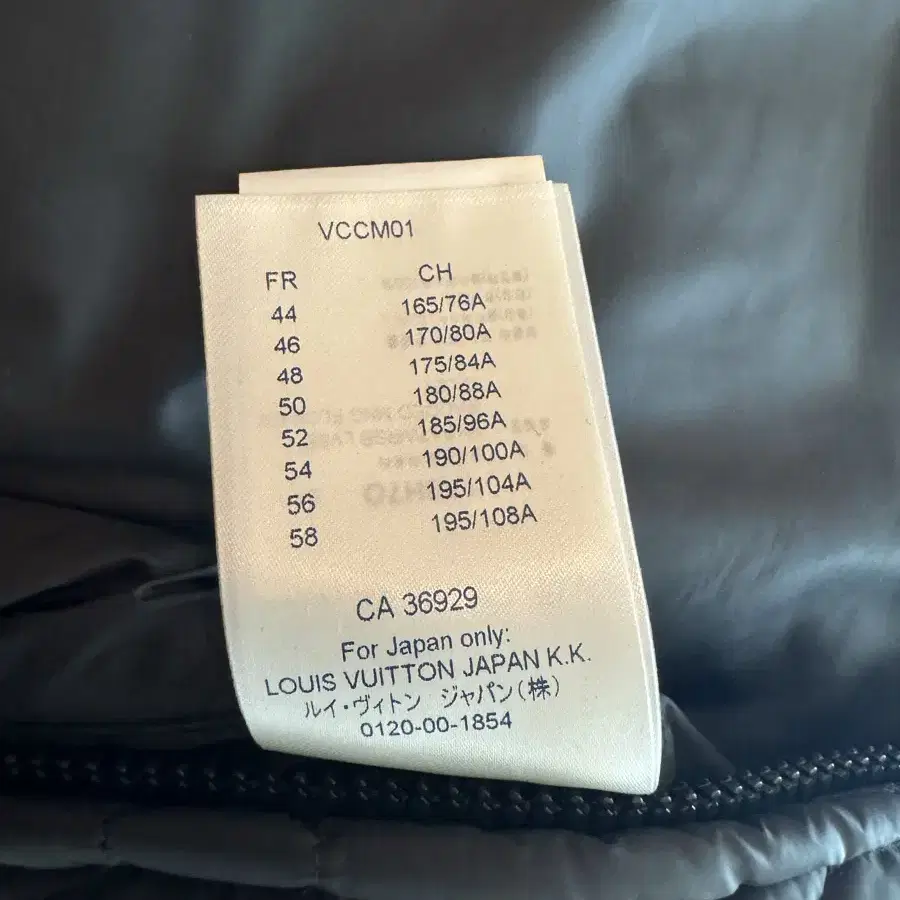 VCCM01
FR CH
44 165/76A
46 170/80A
48 175/84A
50 180/88A
52 185/96A
54 190/100A
56 195/104A
58 195/108A
CA 36929
For Japan only:
LOUIS VUITTON JAPAN K.K.
ルイ・ヴィトン ジャパン(株)
0120-00-1854